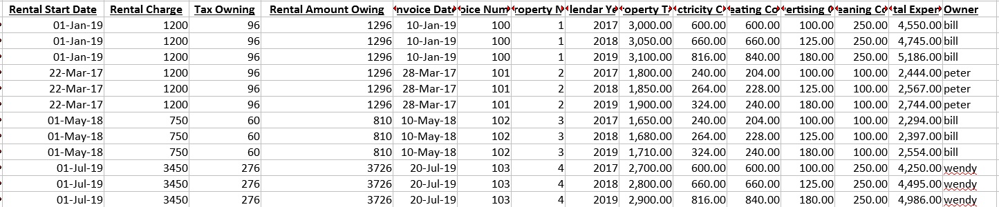 Rental Start Date Rental Charge Tax Owning Rental Amount Owing nvoice Dat oice Num roperty N lendar Ye operty T ctricity C eating Co ertising eaning Co tal Exper Owner
01-Jan-19 1200 96 1296 10-Jan-19 100 1 2017 3,000.00 600.00 600.00 100.00 250.00 4,550.00 bill
01-Jan-19 1200 96 1296 10-Jan-19 100 1 2018 3,050.00 660.00 660.00 125.00 250.00 4,745.00 bill
01-Jan-19 1200 96 1296 10-Jan-19 100 1 2019 3,100.00 816.00 840.00 180.00 250.00 5,186.00 bill
22-Mar-17 1200 96 1296 28-Mar-17 101 2 2017 1,800.00 240.00 204.00 100.00 100.00 2,444.00 peter
22-Mar-17 1200 96 1296 28-Mar-17 101 2 2018 1,850.00 264.00 228.00 125.00 100.00 2,567.00 peter
22-Mar-17 1200 96 1296 28-Mar-17 101 2 2019 1,900.00 324.00 240.00 180.00 100.00 2,744.00 peter
01-May-18 750 60 810 10-May-18 102 3 2017 1,650.00 240.00 204.00 100.00 100.00 2,294.00 bill
01-May-18 750 60 810 10-May-18 102 3 2018 1,680.00 264.00 228.00 125.00 100.00 2,397.00 bill
01-May-18 750 60 810 10-May-18 102 3 2019 1,710.00 324.00 240.00 180.00 100.00 2,554.00 bill
01-Jul-19 3450 276 3726 20-Jul-19 103 4 2017 2,700.00 600.00 600.00 100.00 250.00 4,250.00 wendy
01-Jul-19 3450 276 3726 20-Jul-19 103 4 2018 2,800.00 660.00 660.00 125.00 250.00 4,495.00 wendy
01-Jul-19 3450 276 3726 20-Jul-19 103 4 2019 2,900.00 816.00 840.00 180.00 250.00 4,986.00 wendy